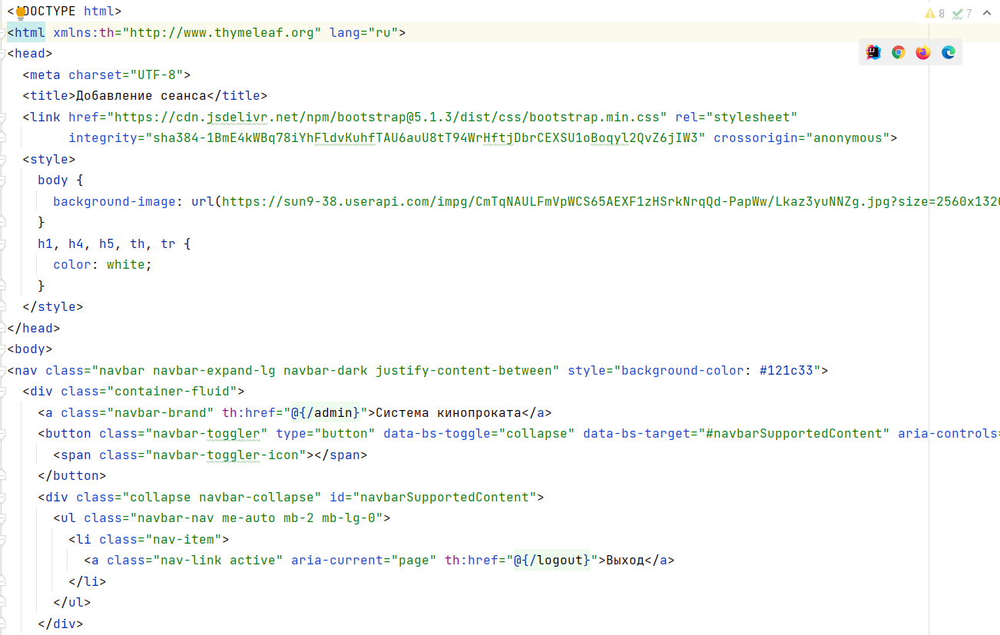 <!DOCTYPE html>
8 7
<html xmlns:th="http://www.thymeleaf.org" lang="ru">
<head>
<meta charset="UTF-8">
<title>Добавление сеанса</title>
<link href="https://cdn.jsdelivr.net/npm/bootstrap@5.1.3/dist/css/bootstrap.min.css" rel="stylesheet"
integrity="sha384-1BmE4kWBq78iYhFldvKuhfTAU6auU8tT94WrHftjDbrCEXSU1oBoqyl2QvZ6jIW3" crossorigin="anonymous">
<style>
body {
background-image: url(https://sun9-38.userapi.com/impg/CmTqNAULFmVpWCS65AEXF1zHSrkNrqQd-PapWw/Lkaz3yuNNZg.jpg?size=2560x1320
}
h1, h4, h5, th, tr {
color: white;
}
</style>
</head>
<body>
<nav class="navbar navbar-expand-lg navbar-dark justify-content-between" style="background-color: #121c33">
<div class="container-fluid">
<a class="navbar-brand" th:href="@{/admin}">Система кинопроката</a>
<button class="navbar-toggler" type="button" data-bs-toggle="collapse" data-bs-target="#navbarSupportedContent" aria-controls=
<span class="navbar-toggler-icon"></span>
</button>
<div class="collapse navbar-collapse" id="navbarSupportedContent">
<ul class="navbar-nav me-auto mb-2 mb-lg-0">
<li class="nav-item">
<a class="nav-link active" aria-current="page" th:href="@{/logout}">Выход</a>
</li>
</ul>
</div>